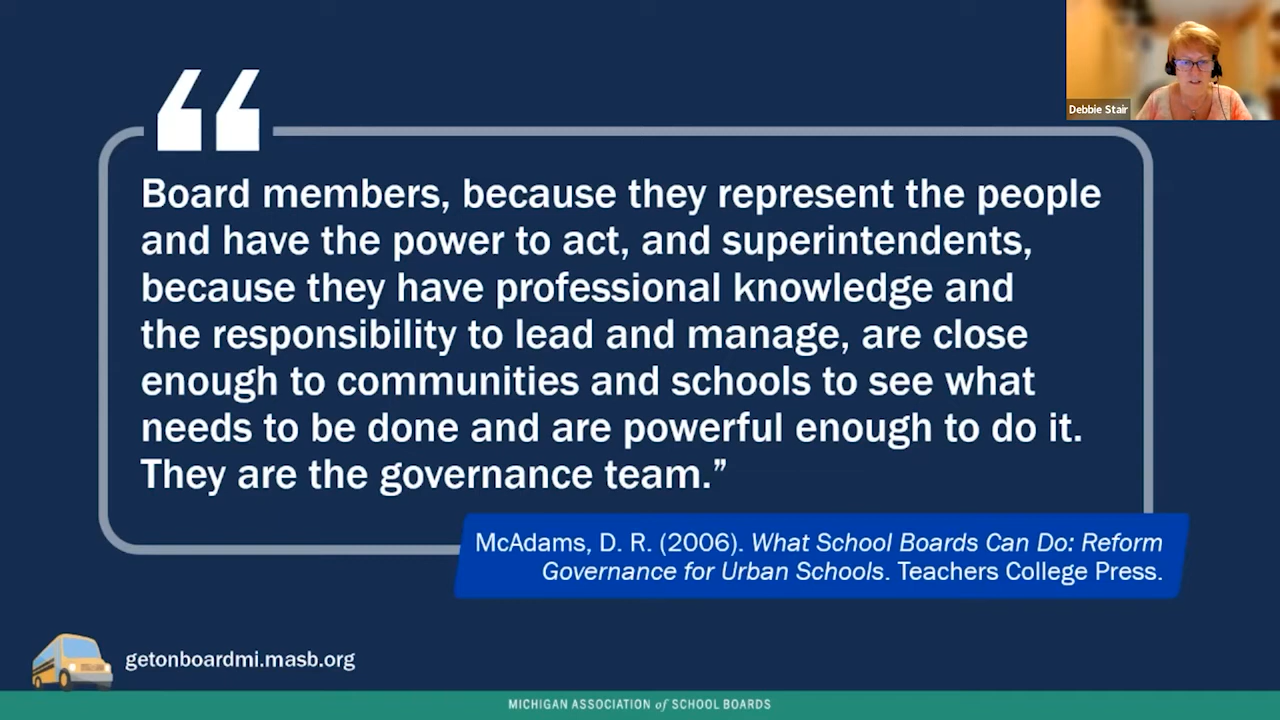 Debbie Stair
“
Board members, because they represent the people
and have the power to act, and superintendents,
because they have professional knowledge and
the responsibility to lead and manage, are close
enough to communities and schools to see what
needs to be done and are powerful enough to do it.
They are the governance team.”
McAdams, D. R. (2006). What School Boards Can Do: Reform
Governance for Urban Schools. Teachers College Press.
getonboardmi.masb.org
MICHIGAN ASSOCIATION of SCHOOL BOARDS